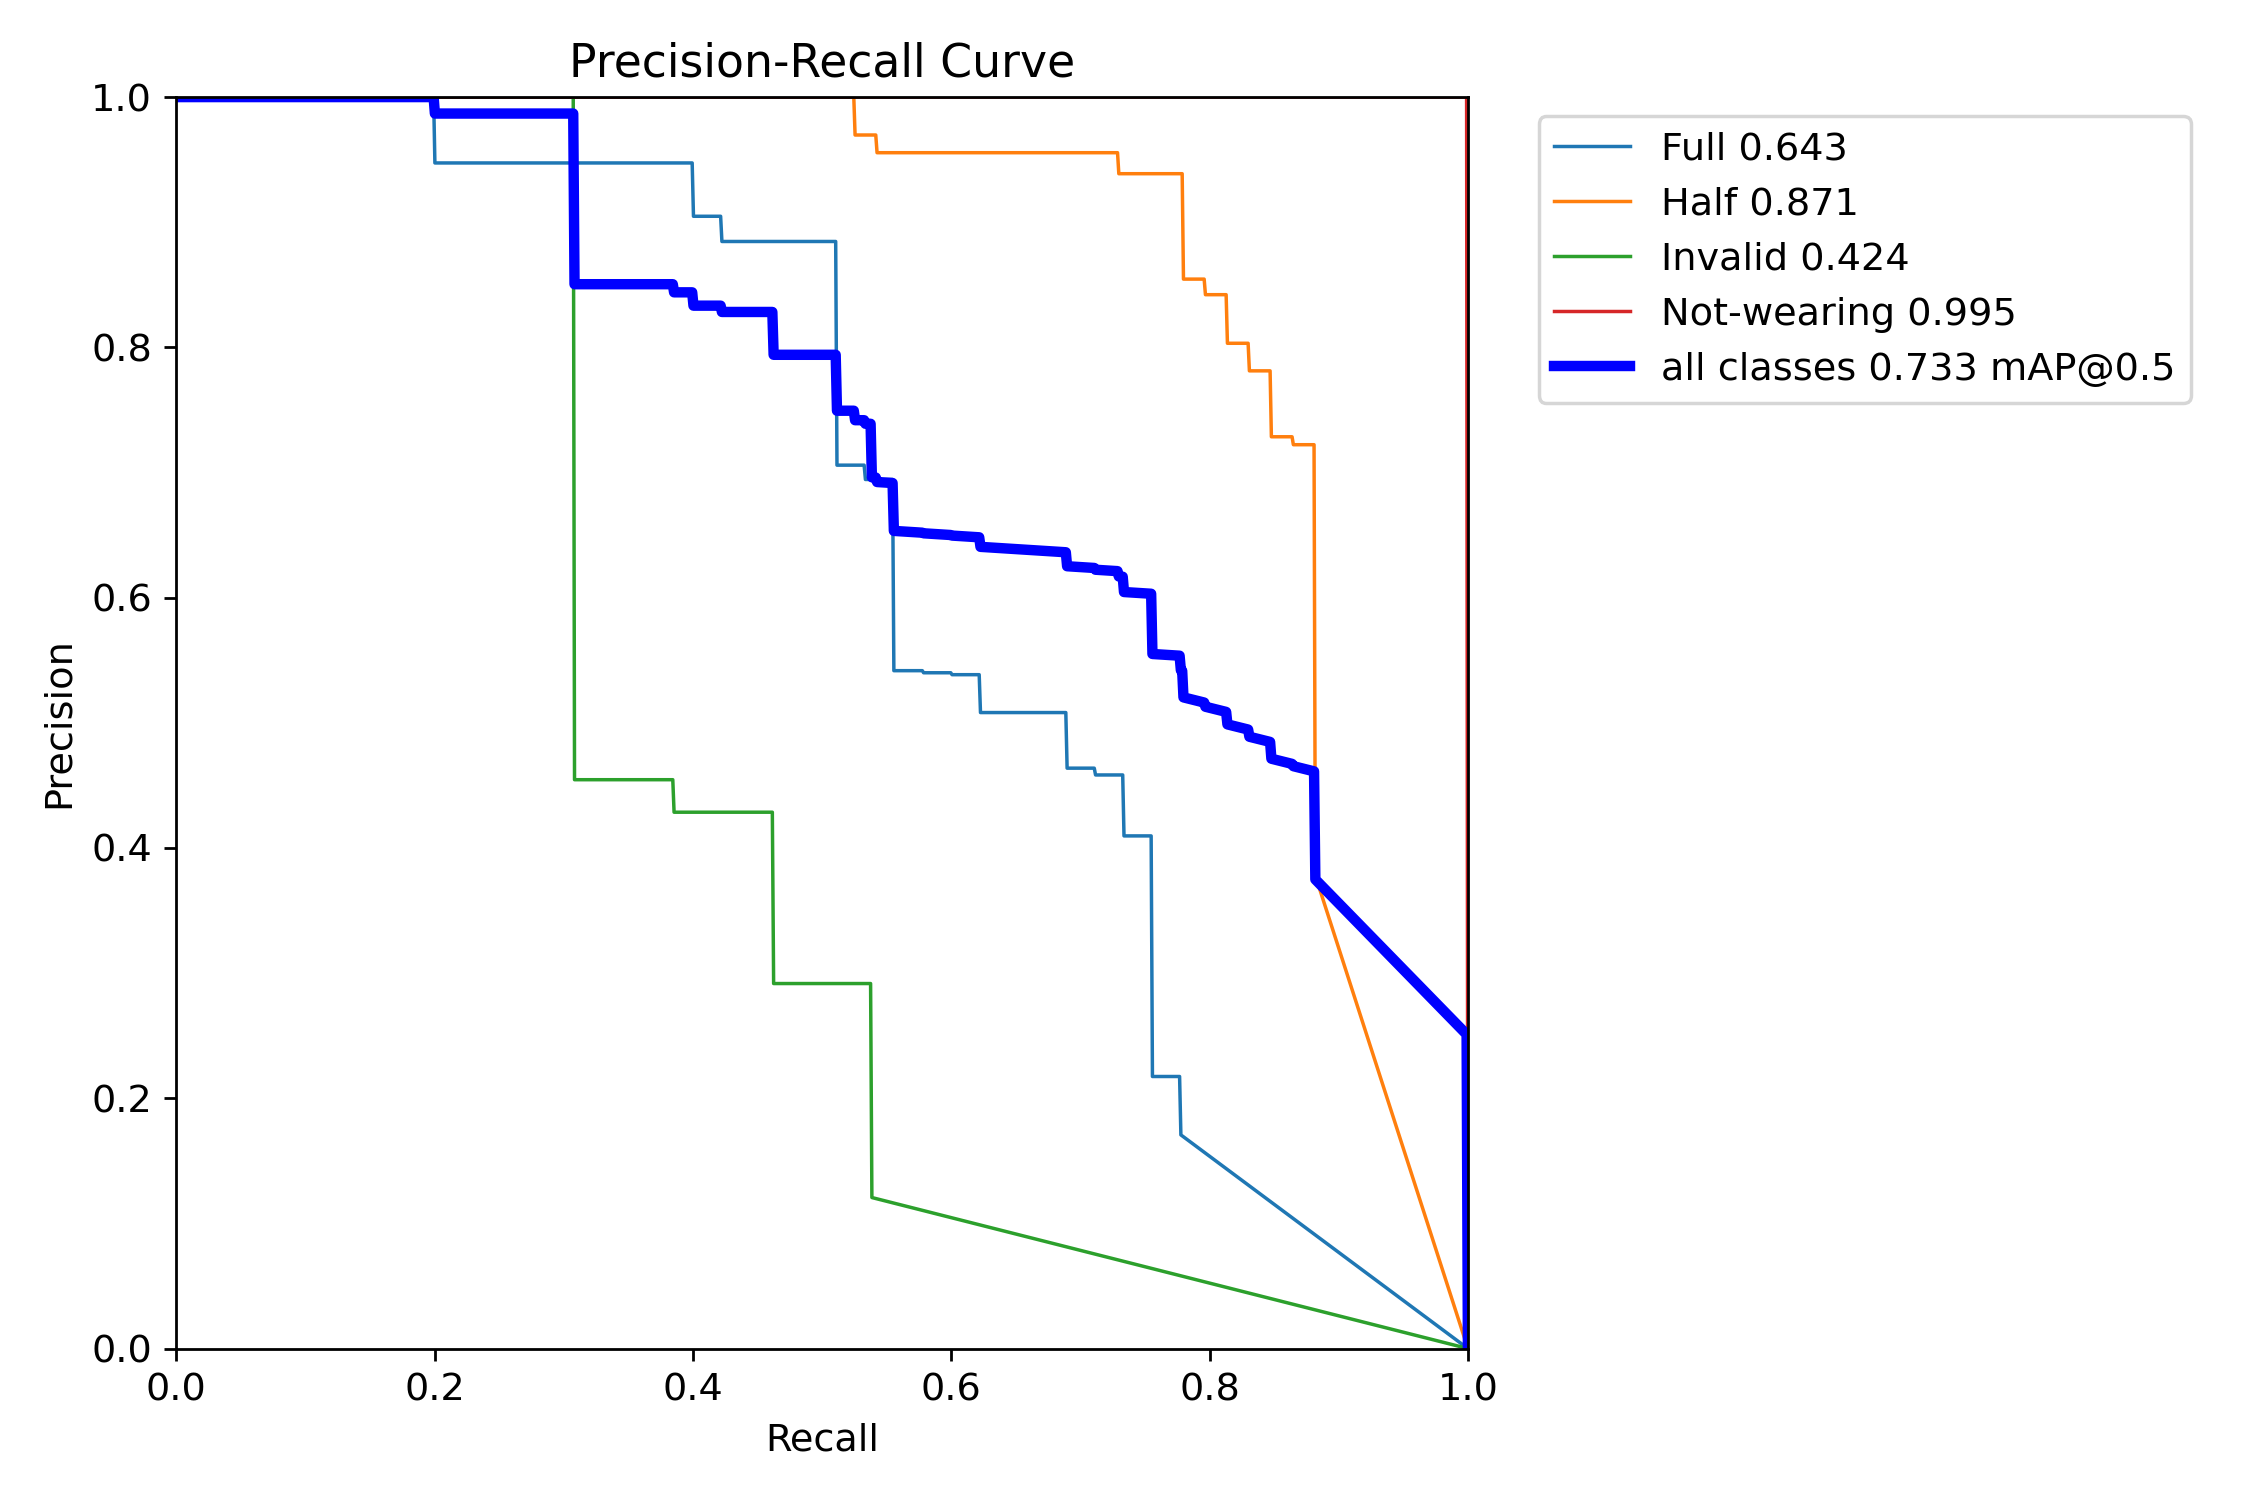 Precision-Recall Curve
1.0
0.8
0.6
0.4
0.2
0.0
Precision
0.0 0.2 0.4 0.6 0.8 1.0
Recall
Full 0.643
Half 0.871
Invalid 0.424
Not-wearing 0.995
all classes 0.733 mAP@0.5